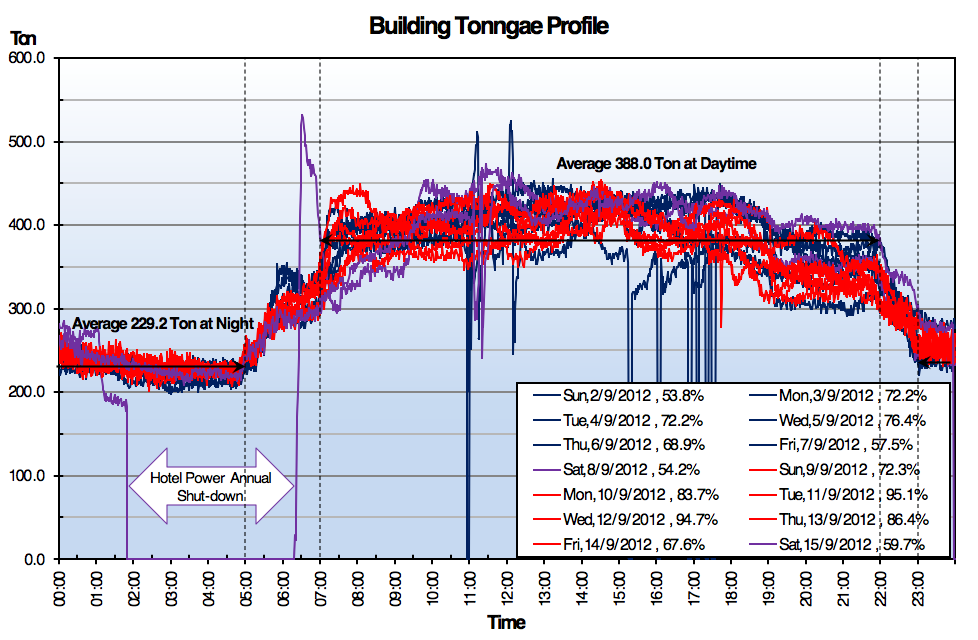 Building Tonngae Profile
Ton
600.0
500.0
400.0
300.0
200.0
100.0
0.0
Average 388.0 Ton at Daytime
Average 229.2 Ton at Night
Hotel Power Annual
Shut-down
Sun,2/9/2012 , 53.8% Mon,3/9/2012 , 72.2%
Tue,4/9/2012 , 72.2% Wed,5/9/2012 , 76.4%
Thu,6/9/2012 , 68.9% Fri,7/9/2012 , 57.5%
Sat,8/9/2012 , 54.2% Sun,9/9/2012 , 72.3%
Mon,10/9/2012 , 83.7% Tue,11/9/2012 , 95.1%
Wed,12/9/2012 , 94.7% Thu,13/9/2012 , 86.4%
Fri,14/9/2012 , 67.6% Sat,15/9/2012 , 59.7%
00:00 01:00 02:00 03:00 04:00 05:00 06:00 07:00 08:00 09:00 10:00 11:00 12:00 13:00 14:00 15:00 16:00 17:00 18:00 19:00 20:00 21:00 22:00 23:00
Time